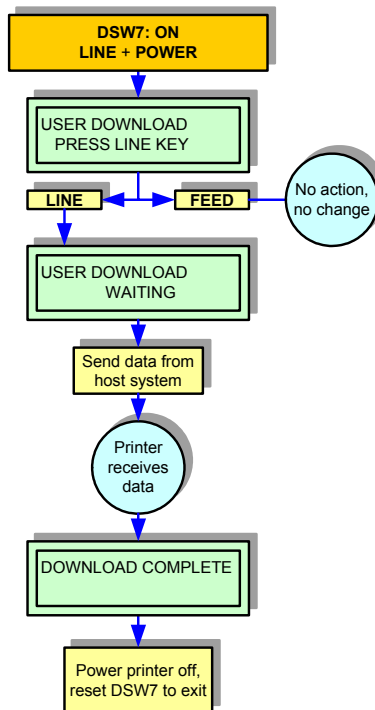 DSW7: ON
LINE + POWER
USER DOWNLOAD
PRESS LINE KEY
LINE
FEED
No action,
no change
USER DOWNLOAD
WAITING
Send data from
host system
Printer
receives
data
DOWNLOAD COMPLETE
Power printer off,
reset DSW7 to exit